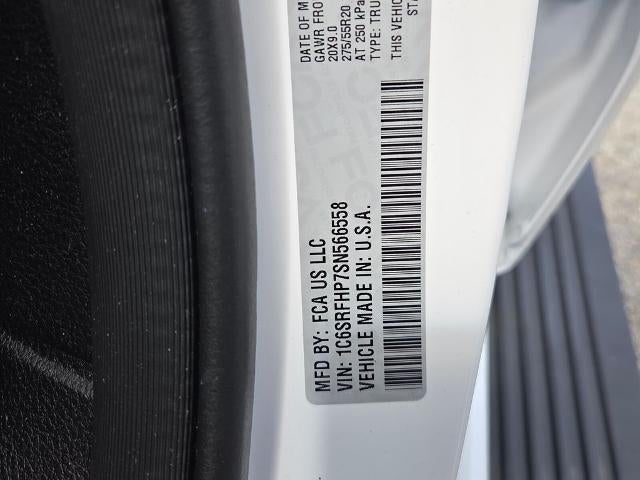 MFD BY: FCA US LLC
VIN: 1C6SRFHP7SN566558
VEHICLE MADE IN: U.S.A.
DATE OF M
GAWR FRO
20X9.0
275/55R20
AT 250 kPa
TYPE: TRU
THIS VEHIC